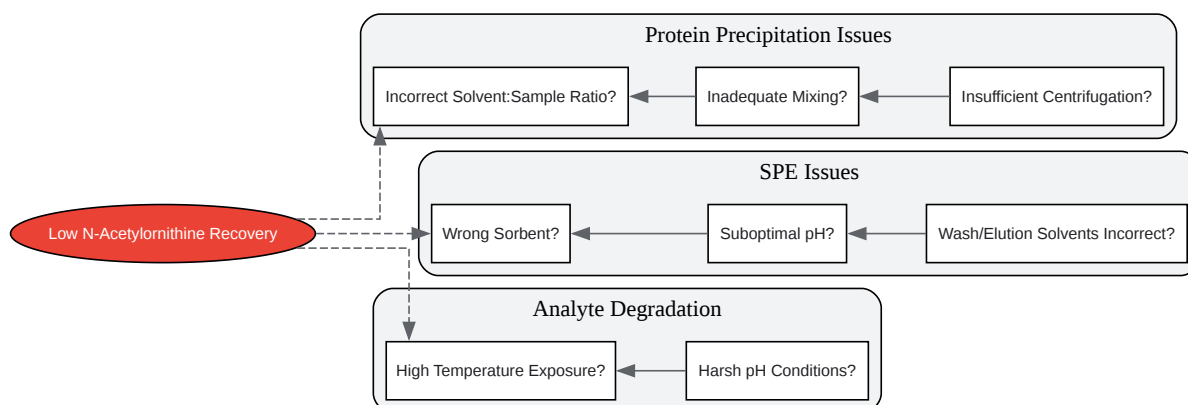 Protein Precipitation Issues
Incorrect Solvent:Sample Ratio?
Inadequate Mixing?
Insufficient Centrifugation?
SPE Issues
Low N-Acetylornithine Recovery
Wrong Sorbent?
Suboptimal pH?
Wash/Elution Solvents Incorrect?
Analyte Degradation
High Temperature Exposure?
Harsh pH Conditions?